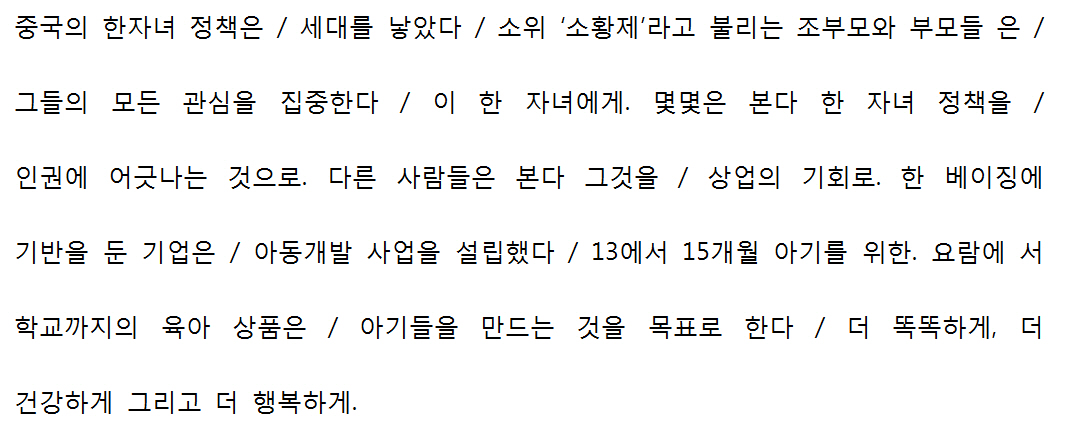 중국의 한자녀 정책은 / 세대를 낳았다 / 소위 ‘소황제’라고 불리는 조부모와 부모들 은 /
그들의 모든 관심을 집중한다 / 이 한 자녀에게. 몇몇은 본다 한 자녀 정책을 /
인권에 어긋나는 것으로. 다른 사람들은 본다 그것을 / 상업의 기회로. 한 베이징에
기반을 둔 기업은 / 아동개발 사업을 설립했다 / 13에서 15개월 아기를 위한. 요람에 서
학교까지의 육아 상품은 / 아기들을 만드는 것을 목표로 한다 / 더 똑똑하게, 더
건강하게 그리고 더 행복하게.